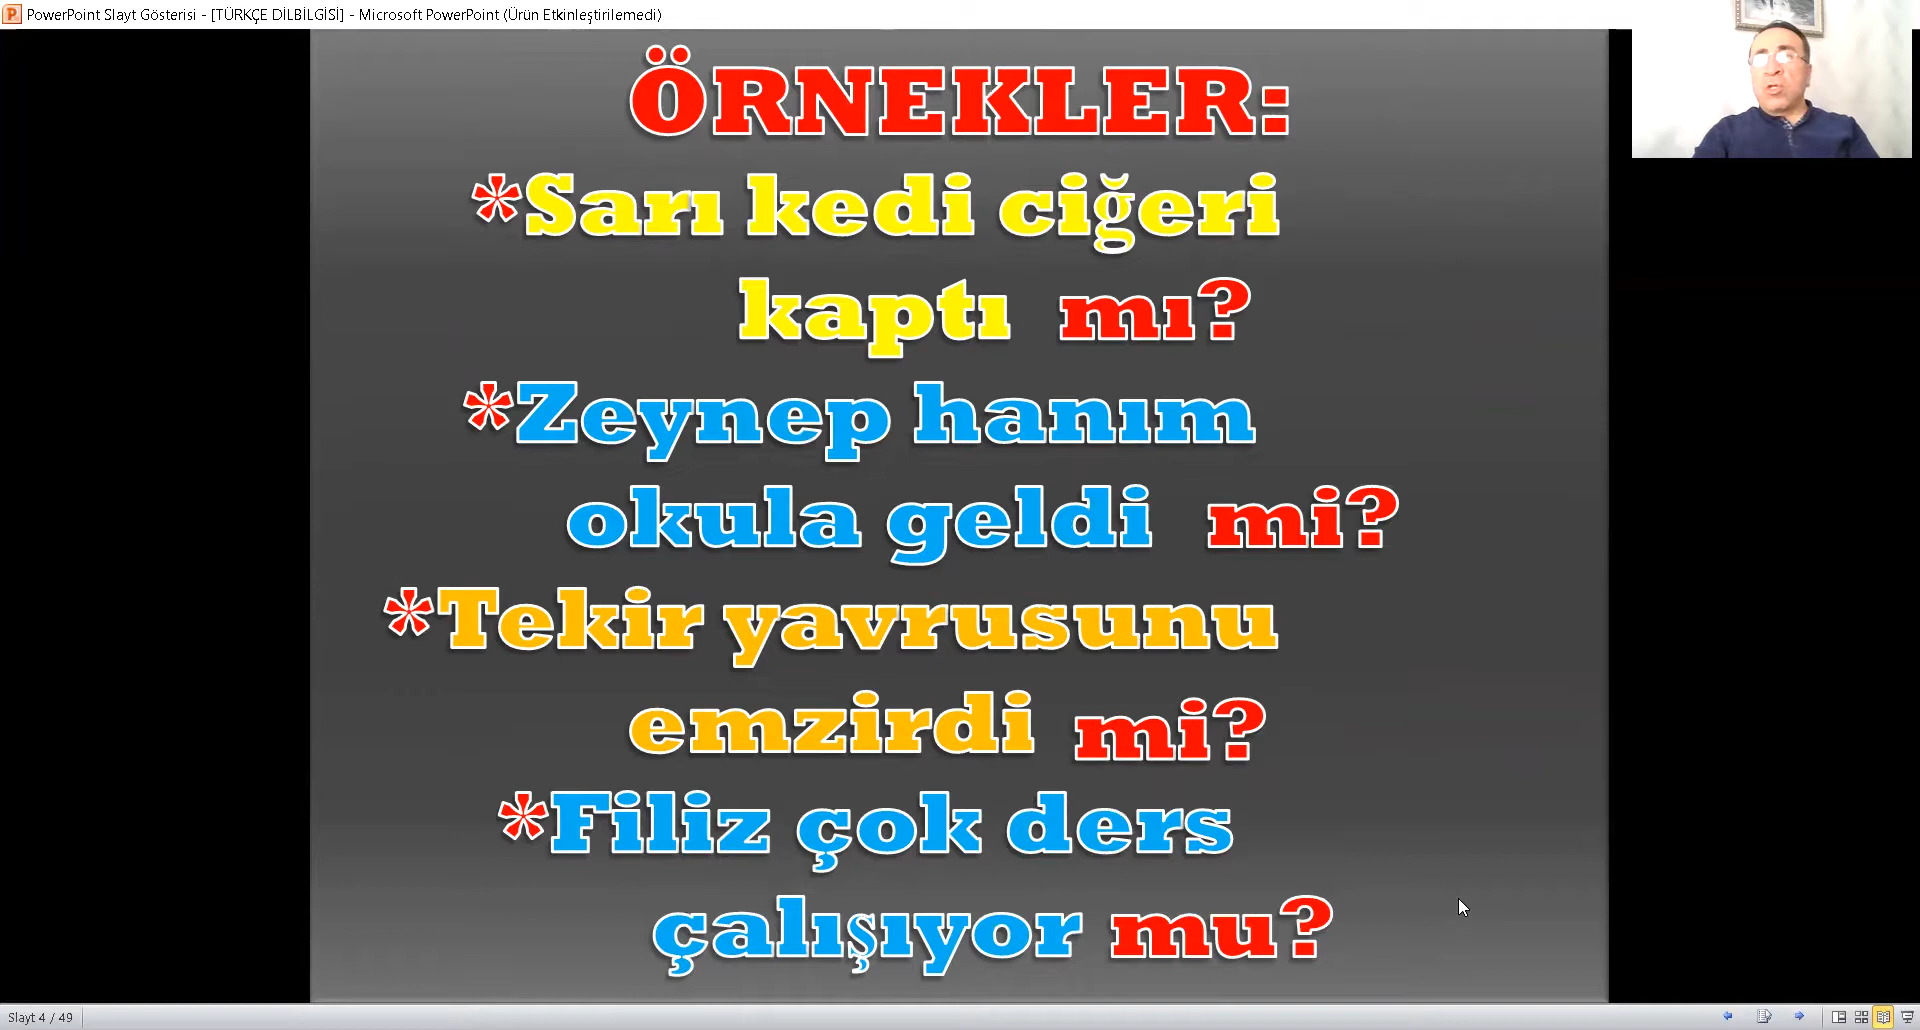 PowerPoint Slayt Gösterisi - [TÜRKÇE DİLBİLGİSİ] - Microsoft PowerPoint (Ürün Etkinleştirilemedi)
ÖRNEKLER:
*Sarı kedi ciğeri
kaptı mı?
*Zeynep hanım
okula geldi mi?
*Tekir yavrusunu
emzirdi mi?
*Filiz çok ders
çalışıyor mu?
Slayt 4 / 49